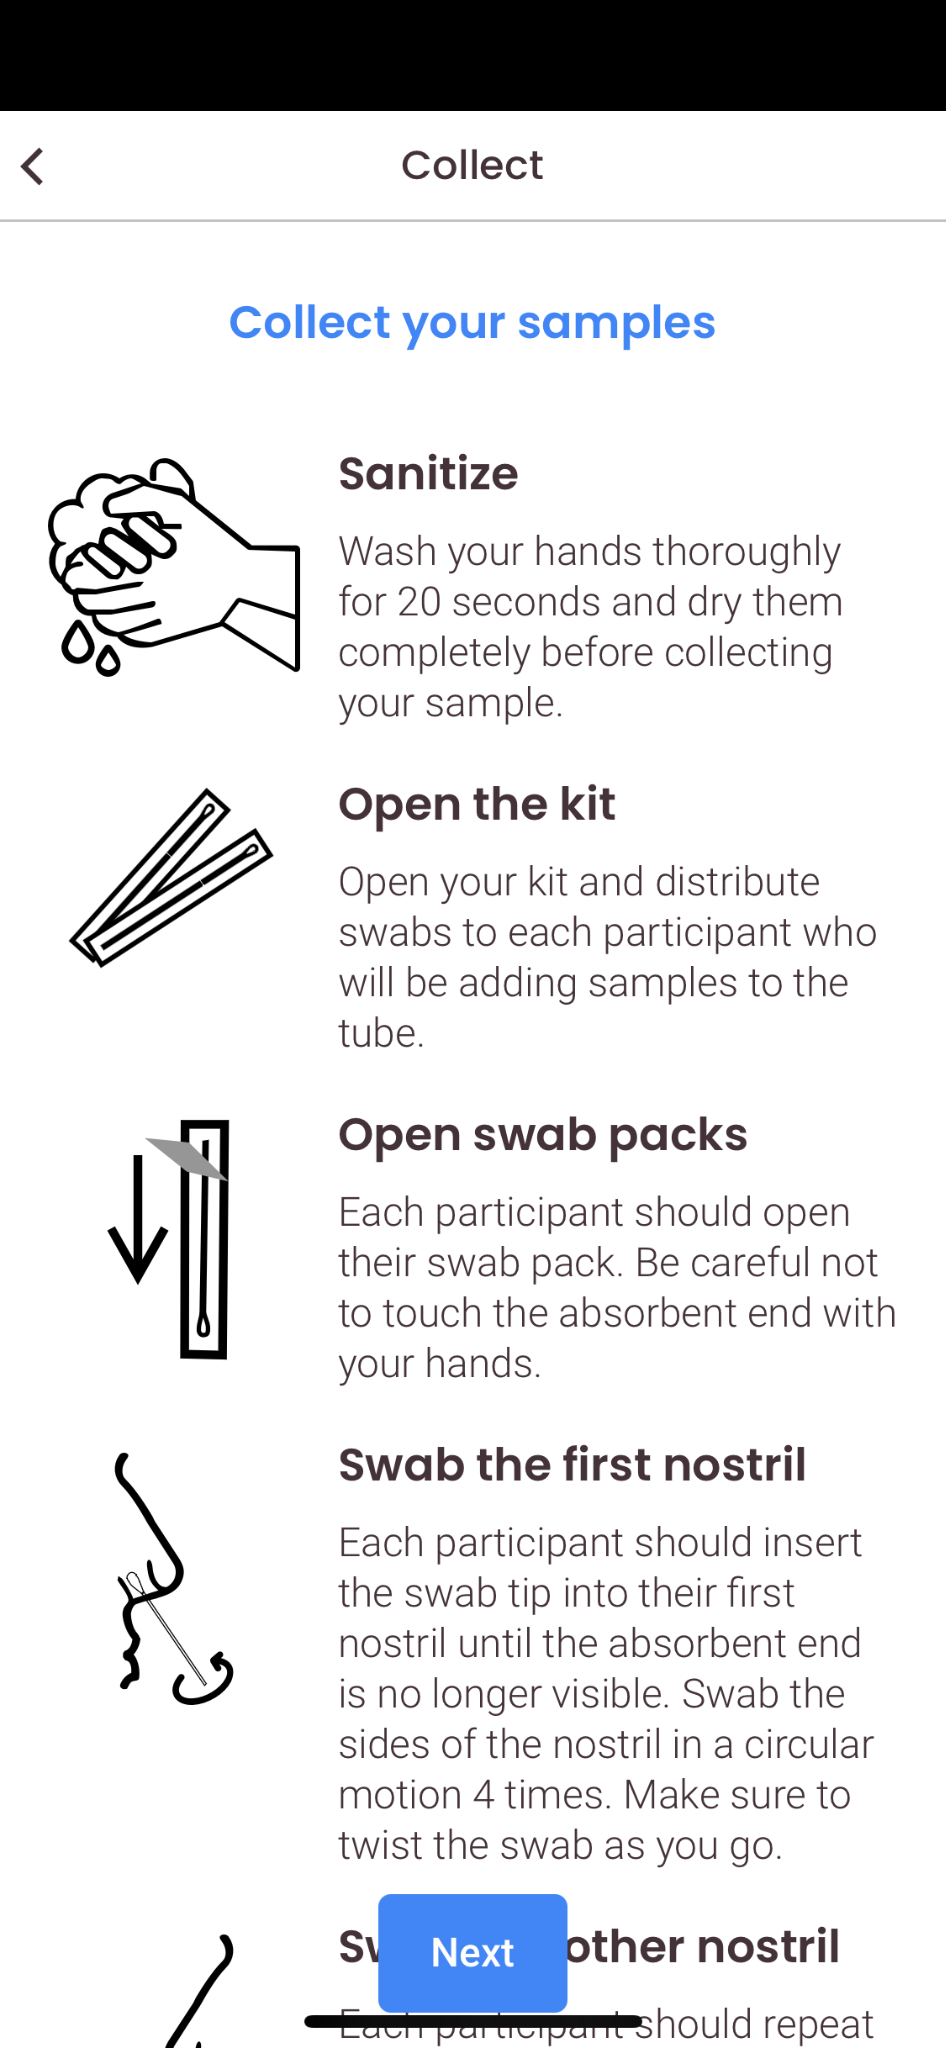 Collect
Collect your samples
Sanitize
Wash your hands thoroughly
for 20 seconds and dry them
completely before collecting
your sample.
Open the kit
Open your kit and distribute
swabs to each participant who
will be adding samples to the
tube.
Open swab packs
Each participant should open
their swab pack. Be careful not
to touch the absorbent end with
your hands.
Swab the first nostril
Each participant should insert
the swab tip into their first
nostril until the absorbent end
is no longer visible. Swab the
sides of the nostril in a circular
motion 4 times. Make sure to
twist the swab as you go.
other nostril
Next
Each participant should repeat